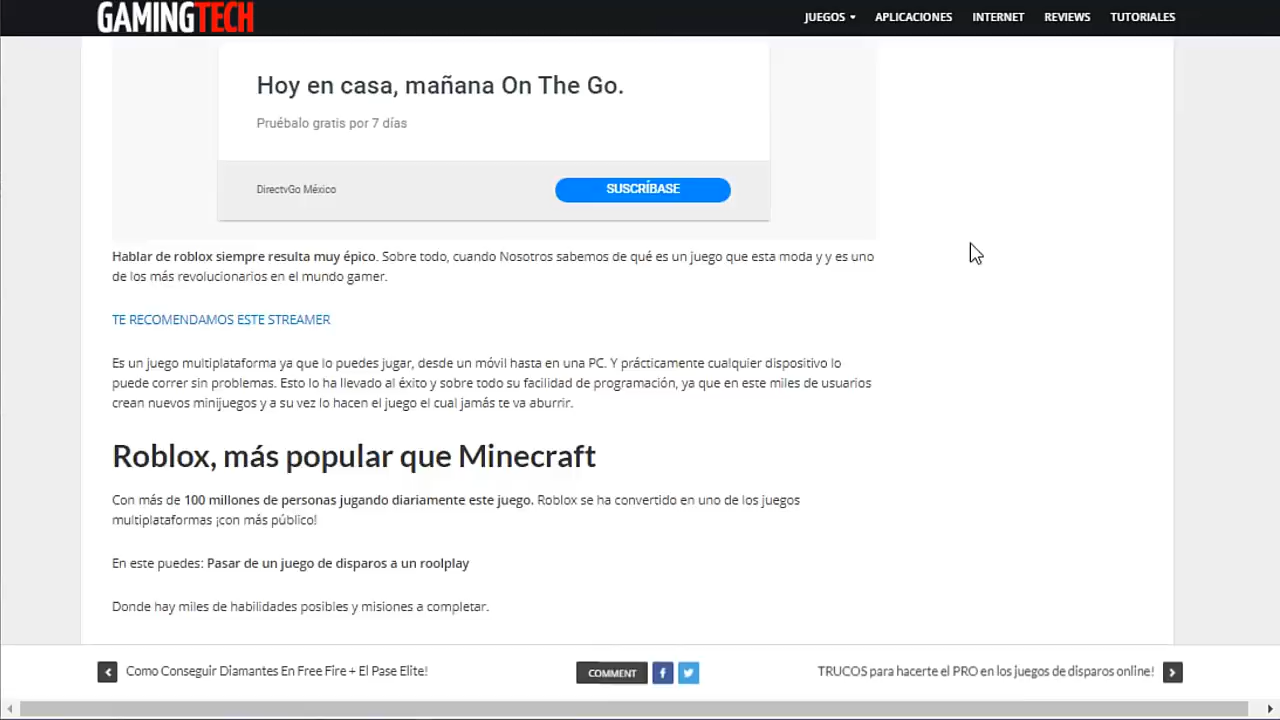 GAMINGTECH
JUEGOS
APLICACIONES
INTERNET
REVIEWS
TUTORIALES
Hoy en casa, mañana On The Go.
Pruébalo gratis por 7 días
DirectvGo México
SUSCRÍBASE
Hablar de roblox siempre resulta muy épico. Sobre todo, cuando Nosotros sabemos de qué es un juego que esta moda y y es uno
de los más revolucionarios en el mundo gamer.
TE RECOMENDAMOS ESTE STREAMER
Es un juego multiplataforma ya que lo puedes jugar, desde un móvil hasta en una PC. Y prácticamente cualquier dispositivo lo
puede correr sin problemas. Esto lo ha llevado al éxito y sobre todo su facilidad de programación, ya que en este miles de usuarios
crean nuevos minijuegos y a su vez lo hacen el juego el cual jamás te va aburrir.
Roblox, más popular que Minecraft
Con más de 100 millones de personas jugando diariamente este juego. Roblox se ha convertido en uno de los juegos
multiplataformas ¡con más público!
En este puedes: Pasar de un juego de disparos a un roolplay
Donde hay miles de habilidades posibles y misiones a completar.
Como Conseguir Diamantes En Free Fire + El Pase Elite!
COMMENT
TRUCOS para hacerte el PRO en los juegos de disparos online!